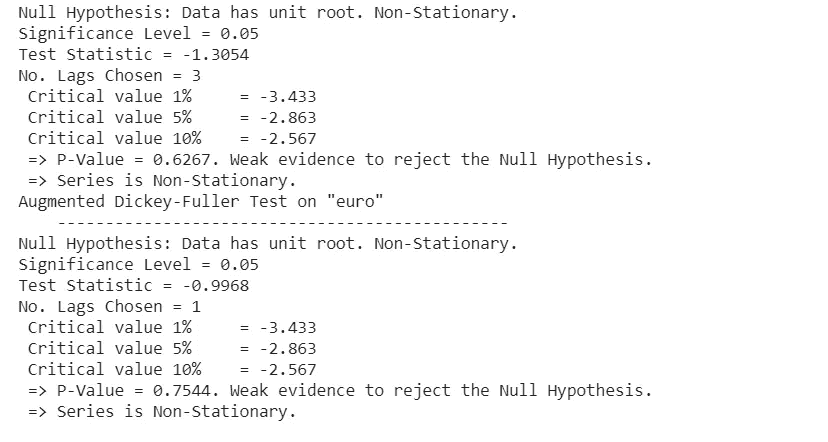 Null Hypothesis: Data has unit root. Non-Stationary.
Significance Level = 0.05
Test Statistic = -1.3054
No. Lags Chosen = 3
Critical value 1% = -3.433
Critical value 5% = -2.863
Critical value 10% = -2.567
=> P-Value = 0.6267. Weak evidence to reject the Null Hypothesis.
=> Series is Non-Stationary.
Augmented Dickey-Fuller Test on "euro"
-----------------------------------------------
Null Hypothesis: Data has unit root. Non-Stationary.
Significance Level = 0.05
Test Statistic = -0.9968
No. Lags Chosen = 1
Critical value 1% = -3.433
Critical value 5% = -2.863
Critical value 10% = -2.567
=> P-Value = 0.7544. Weak evidence to reject the Null Hypothesis.
=> Series is Non-Stationary.